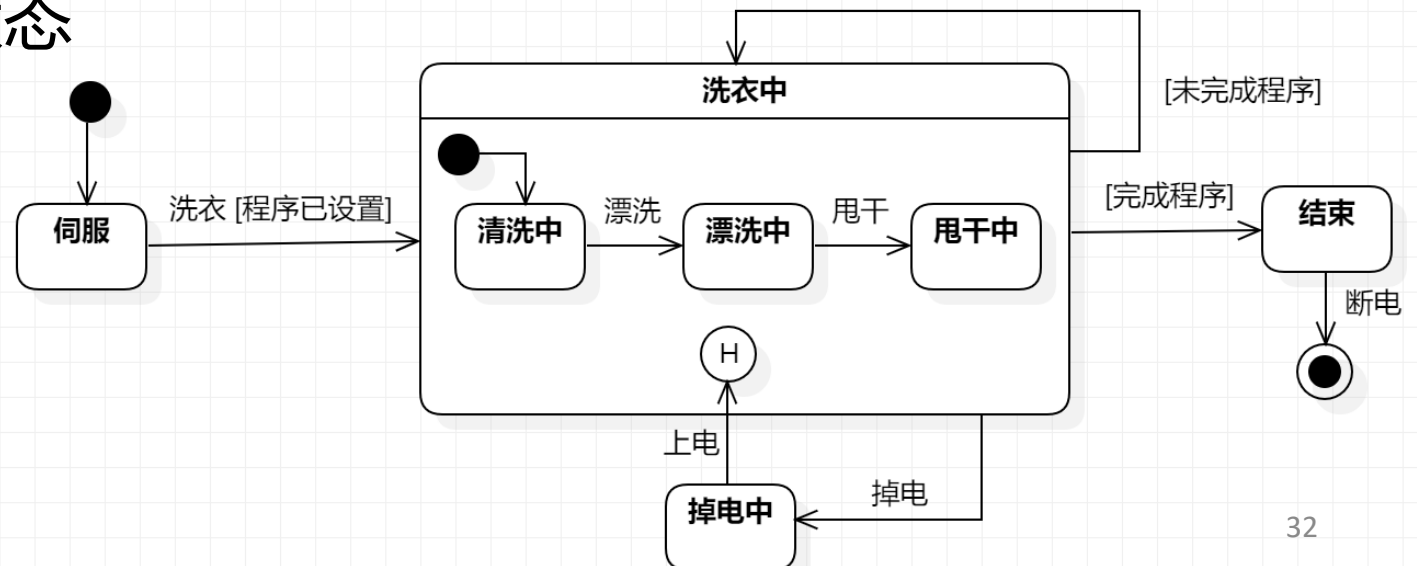 态
洗衣中
[未完成程序]
洗衣 [程序已设置]
[完成程序]
伺服
清洗中
漂洗
漂洗中
甩干
甩干中
结束
断电
H
上电
掉电
掉电中
32